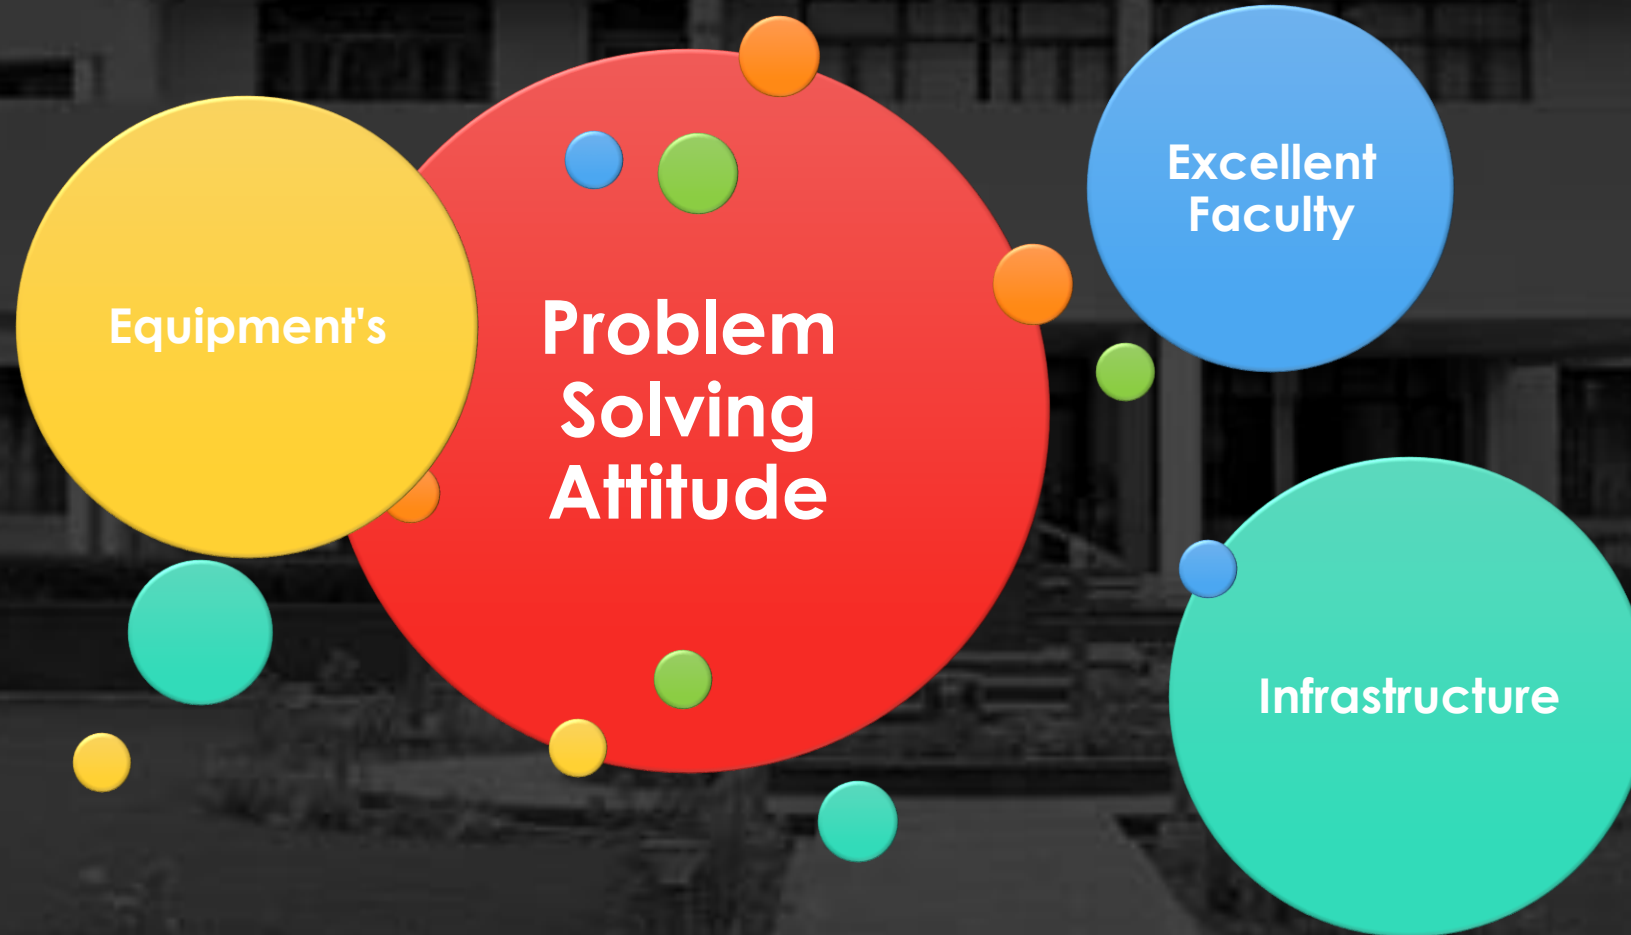 Equipment's
Problem
Solving
Attitude
Excellent
Faculty
Infrastructure